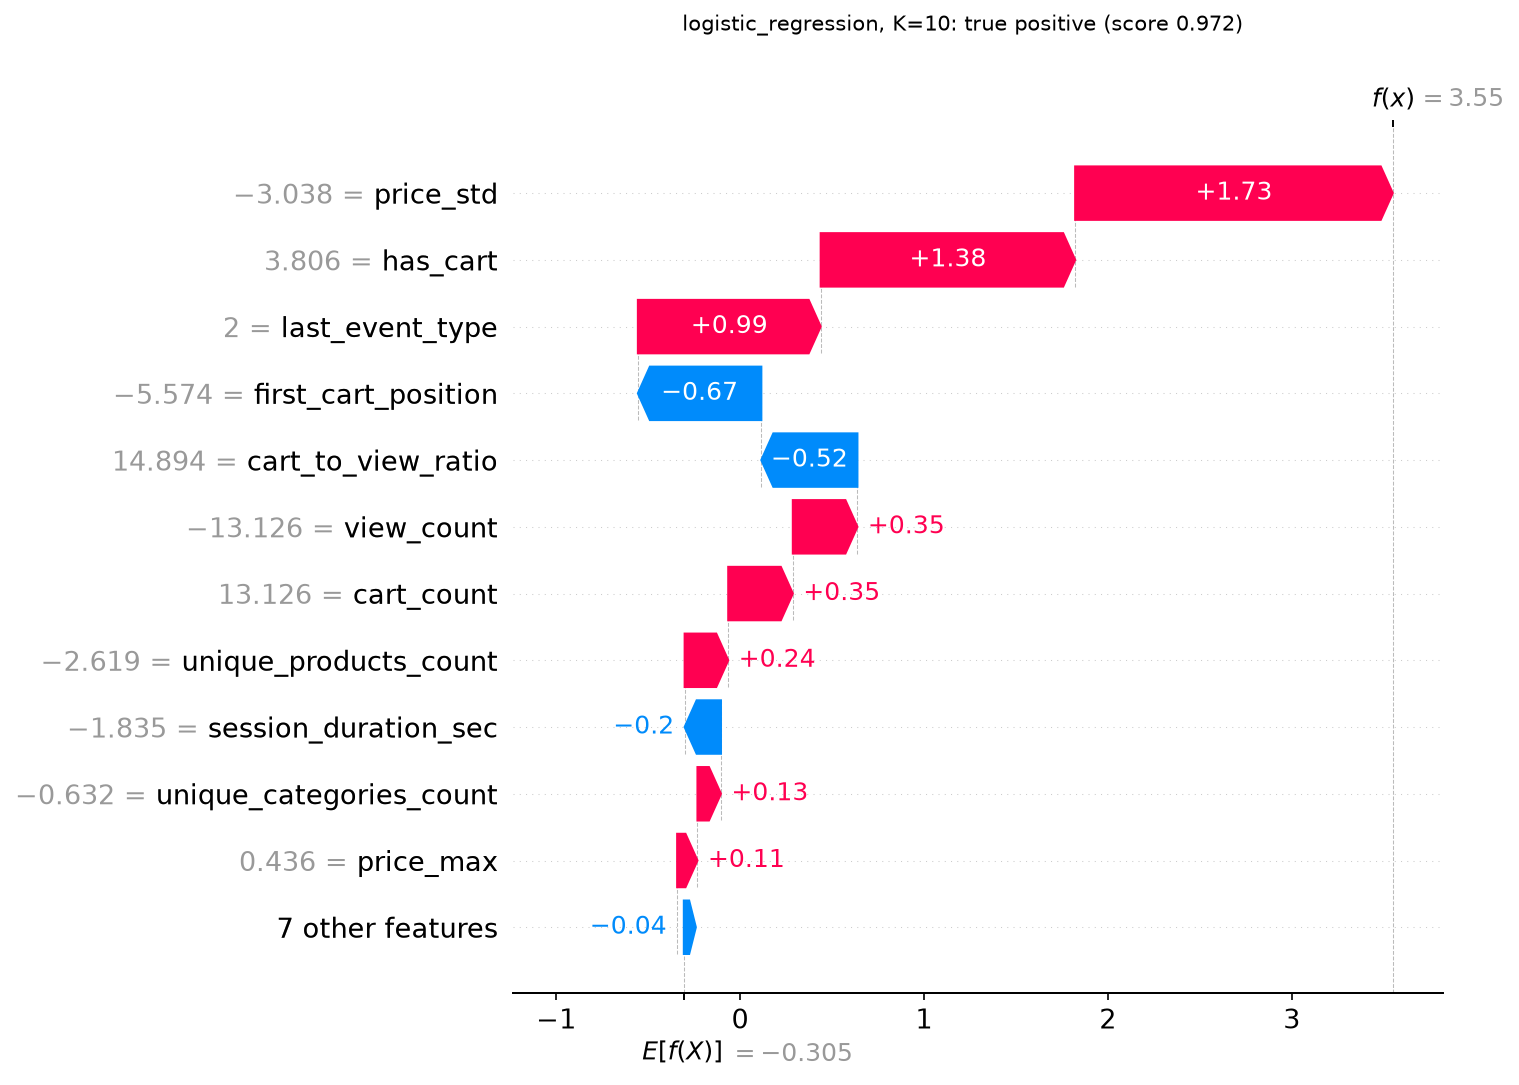 logistic_regression, K=10: true positive (score 0.972)
f(x) = 3.55
−3.038 = price_std +1.73
3.806 = has_cart +1.38
2 = last_event_type +0.99
−5.574 = first_cart_position −0.67
14.894 = cart_to_view_ratio −0.52
−13.126 = view_count +0.35
13.126 = cart_count +0.35
−2.619 = unique_products_count +0.24
−1.835 = session_duration_sec −0.2
−0.632 = unique_categories_count +0.13
0.436 = price_max +0.11
7 other features −0.04
−1 0 1 2 3
E[f(X)] = −0.305